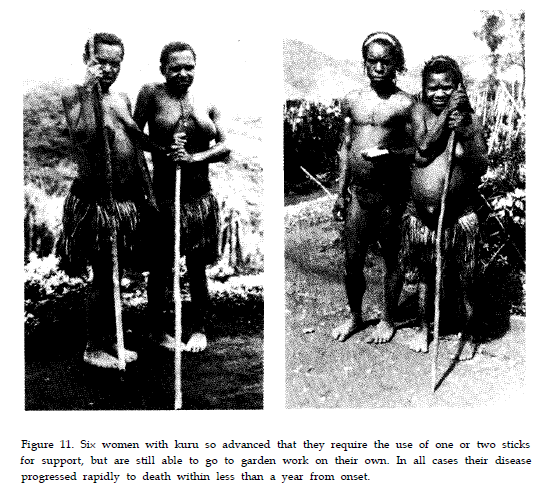 Figure 11. Six women with kuru so advanced that they require the use of one or two sticks
for support, but are still able to go to garden work on their own. In all cases their disease
progressed rapidly to death within less than a year from onset.